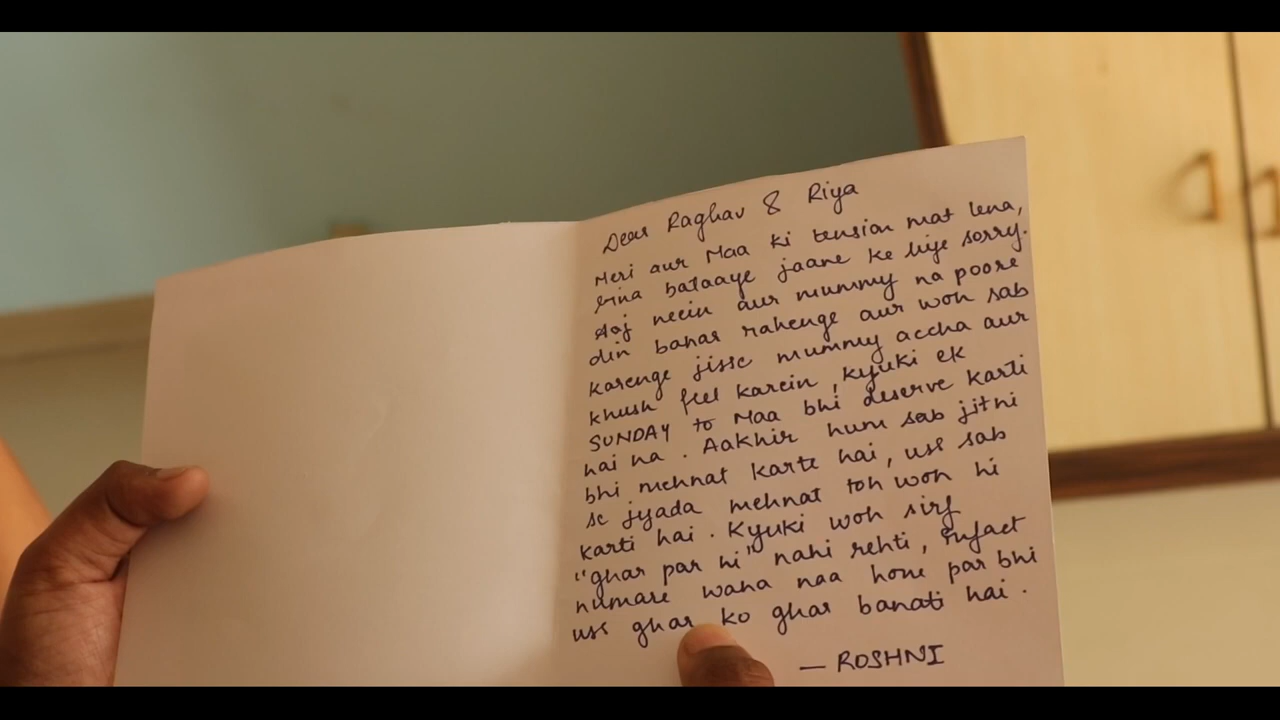 Dear Raghav & Riya
Meri aur Maa ki tension mat lena,
bina bataaye jaane ke liye sorry.
Aaj meein aur mummy na poore
din bahar rahenge aur woh sab
karenge jisse mummy accha aur
khush feel karein, kyuki ek
SUNDAY to Maa bhi deserve karti
hai na. Aakhir hum sab jitni
bhi mehnat karte hai, use sab
se jyada mehnat toh woh hi
karti hai. Kyuki woh sirf
"ghar par hi" nahi rehti, infact
humare waha naa hone par bhi
use ghar ko ghar banati hai.
— ROSHNI